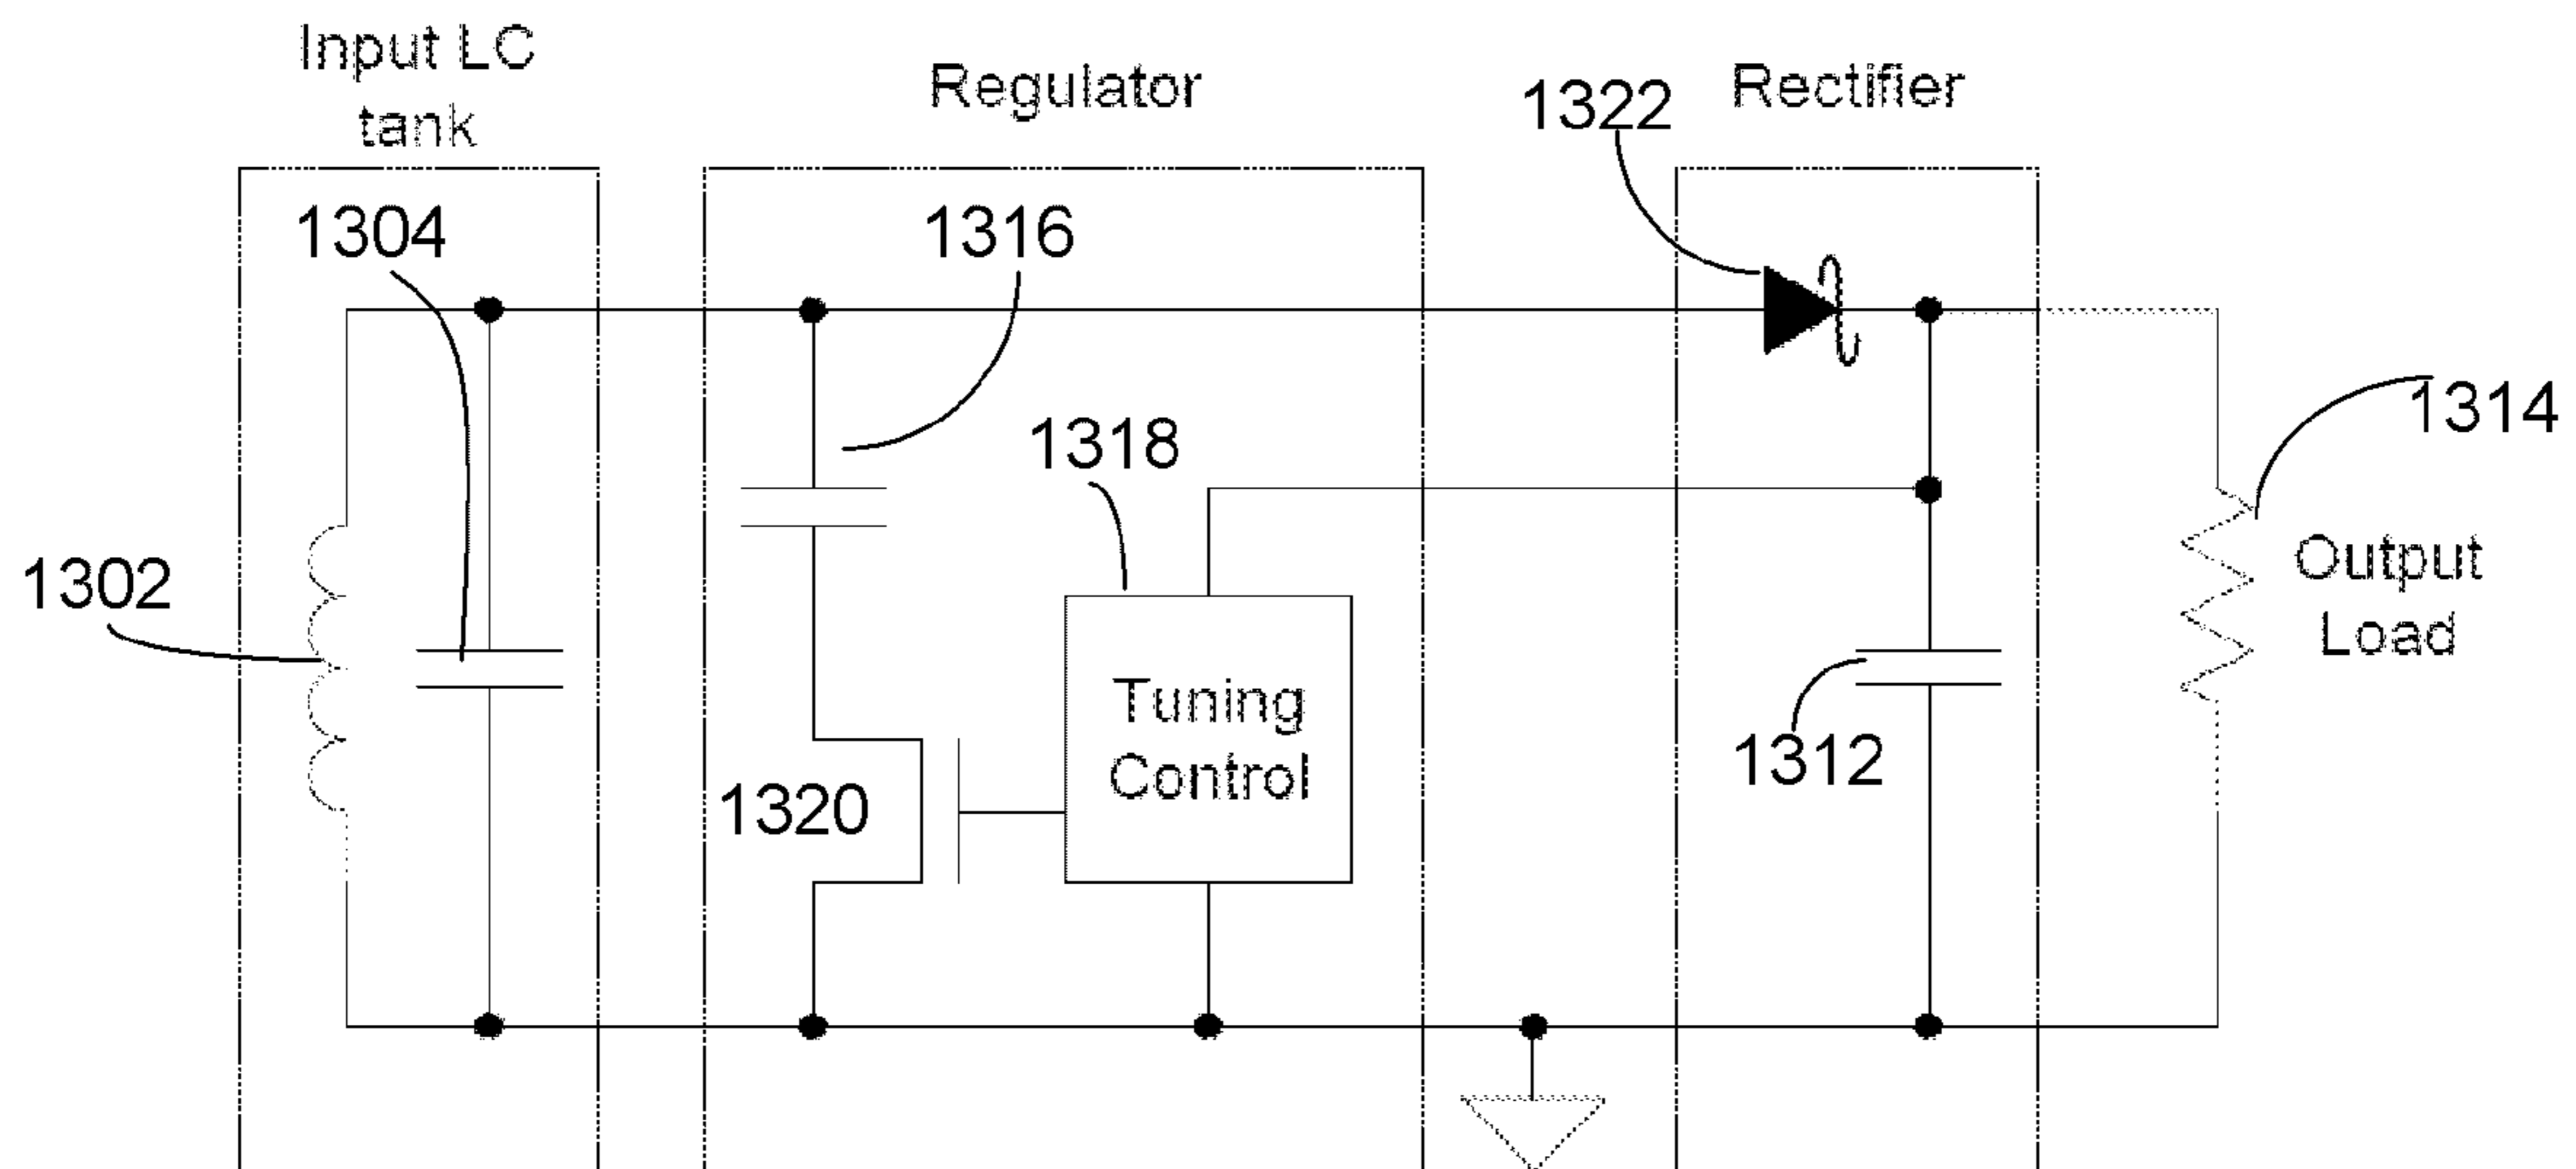 Input LC
tank
Regulator
1322
Rectifier
1304
1316
1318
1314
1302
Output
Load
Tuning
Control
1320
1312